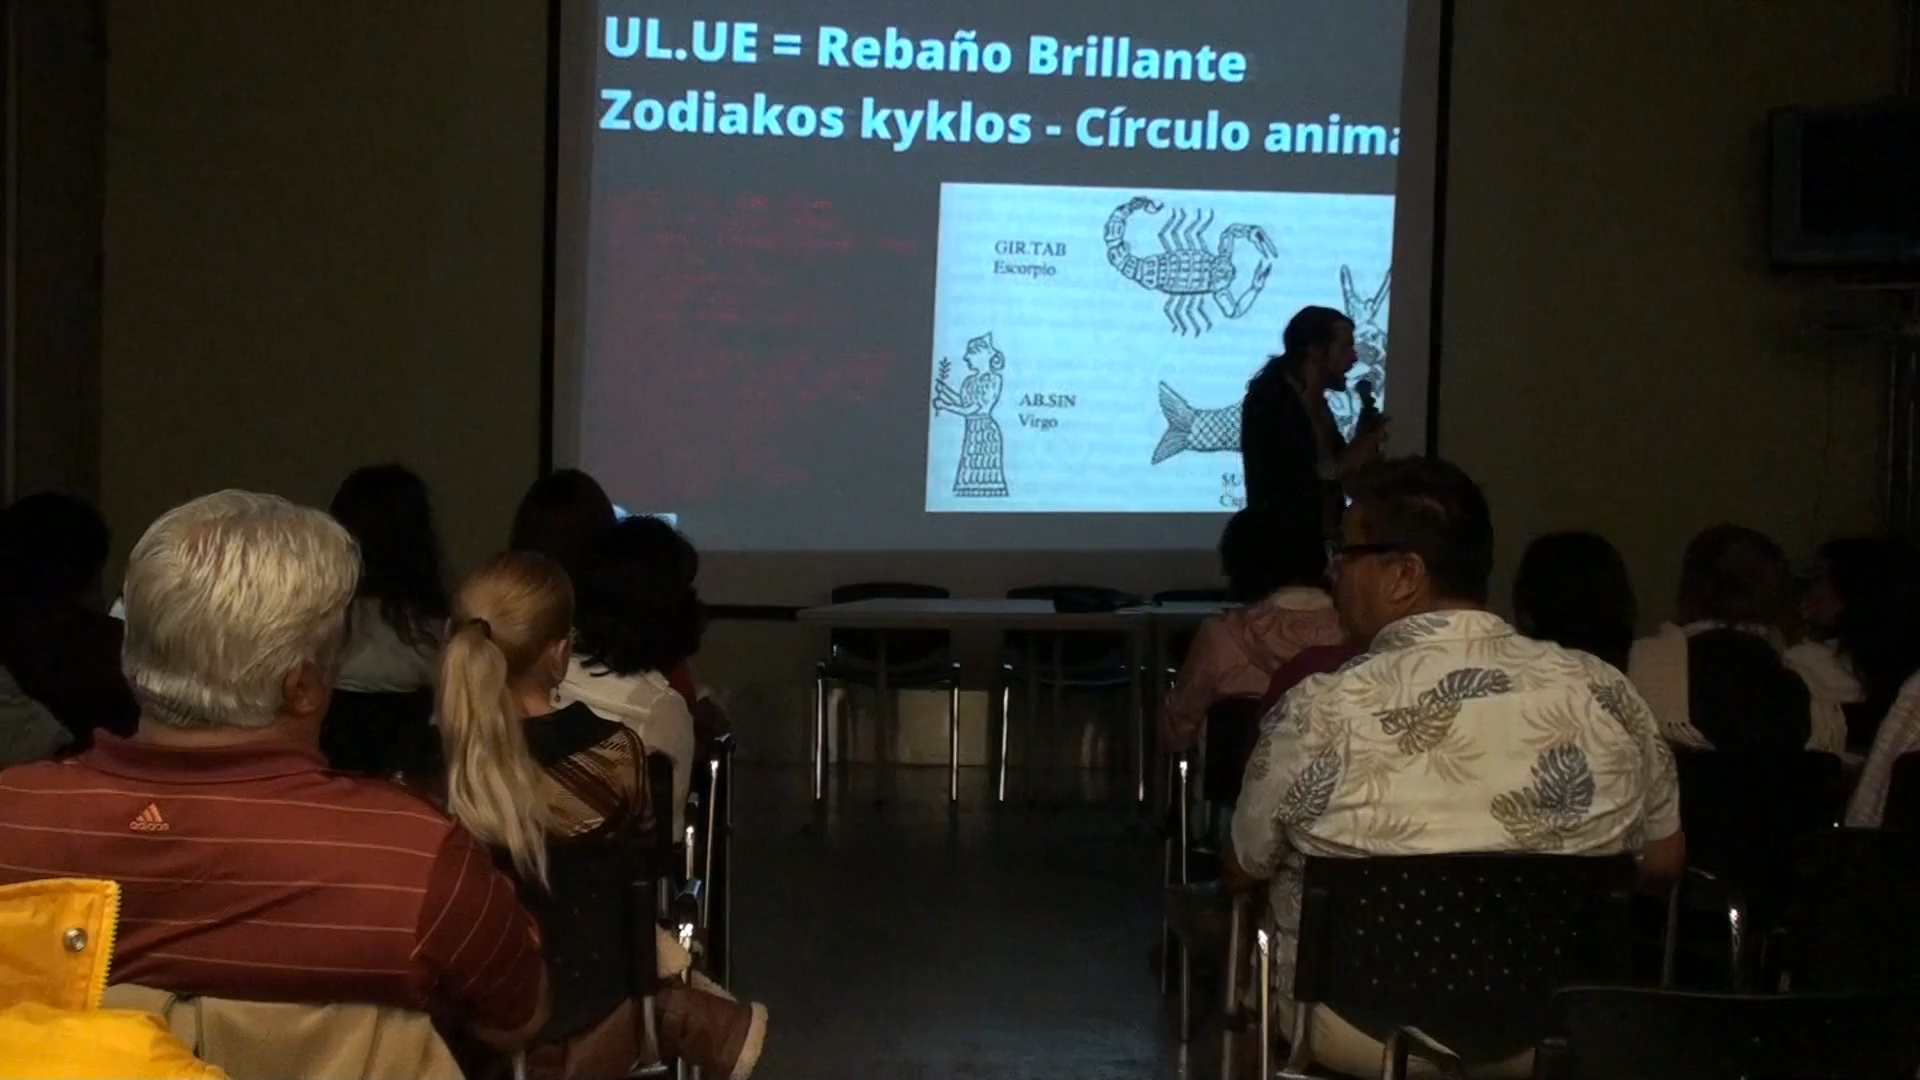 UL.UE = Rebaño Brillante
Zodiakos kyklos - Círculo anima
GIR.TAB
Escorpio
AB.SIN
Virgo
adidas